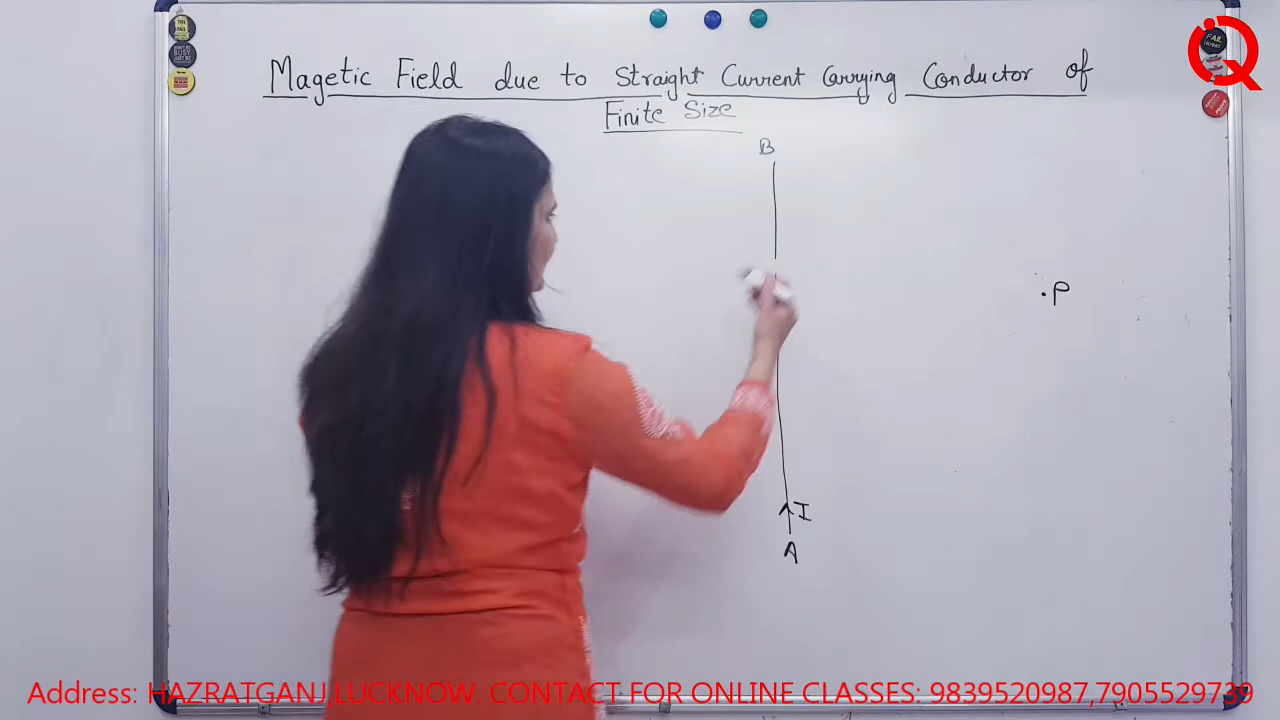 Magetic Field due to Straight Current Carrying Conductor of
Finite Size
B
.P
I
A
Address: HAZRATGANJ,LUCKNOW. CONTACT FOR ONLINE CLASSES: 9839520987,7905529739